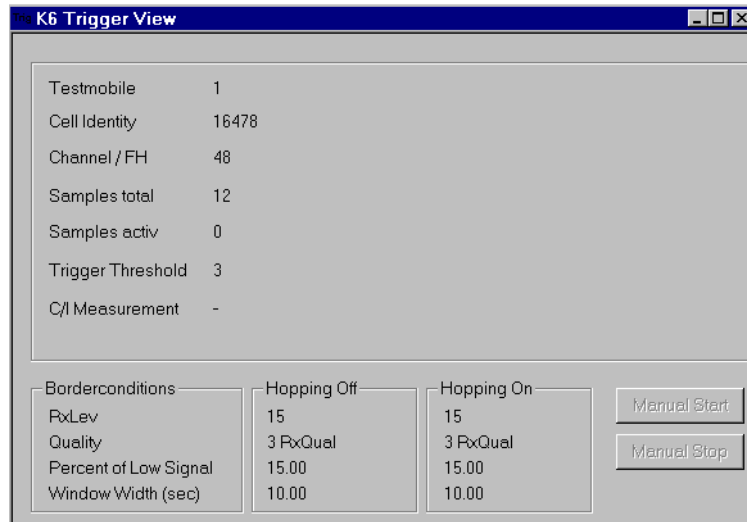 K6 Trigger View
Testmobile 1
Cell Identity 16478
Channel / FH 48
Samples total 12
Samples activ 0
Trigger Threshold 3
C/I Measurement -
Borderconditions Hopping Off Hopping On
RxLev 15 15
Quality 3 RxQual 3 RxQual
Percent of Low Signal 15.00 15.00
Window Width (sec) 10.00 10.00
Manual Start
Manual Stop